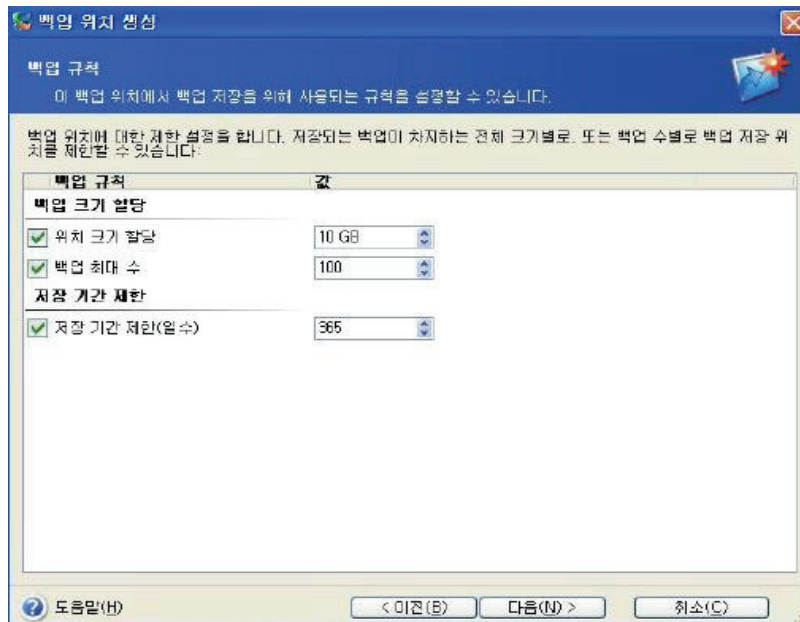 백업 위치 생성
백업 규칙
이 백업 위치에서 백업 저장을 위해 사용되는 규칙을 설정할 수 있습니다.
백업 위치에 대한 제한 설정을 합니다. 저장되는 백업이 차지하는 전체 크기별로, 또는 백업 수별로 백업 저장 위
치를 제한할 수 있습니다:
백업 규칙 값
백업 크기 할당
위치 크기 할당 10 GB
백업 최대 수 100
저장 기간 제한
저장 기간 제한(일수) 365
도움말(H) < 이전(B) 다음(N) > 취소(C)